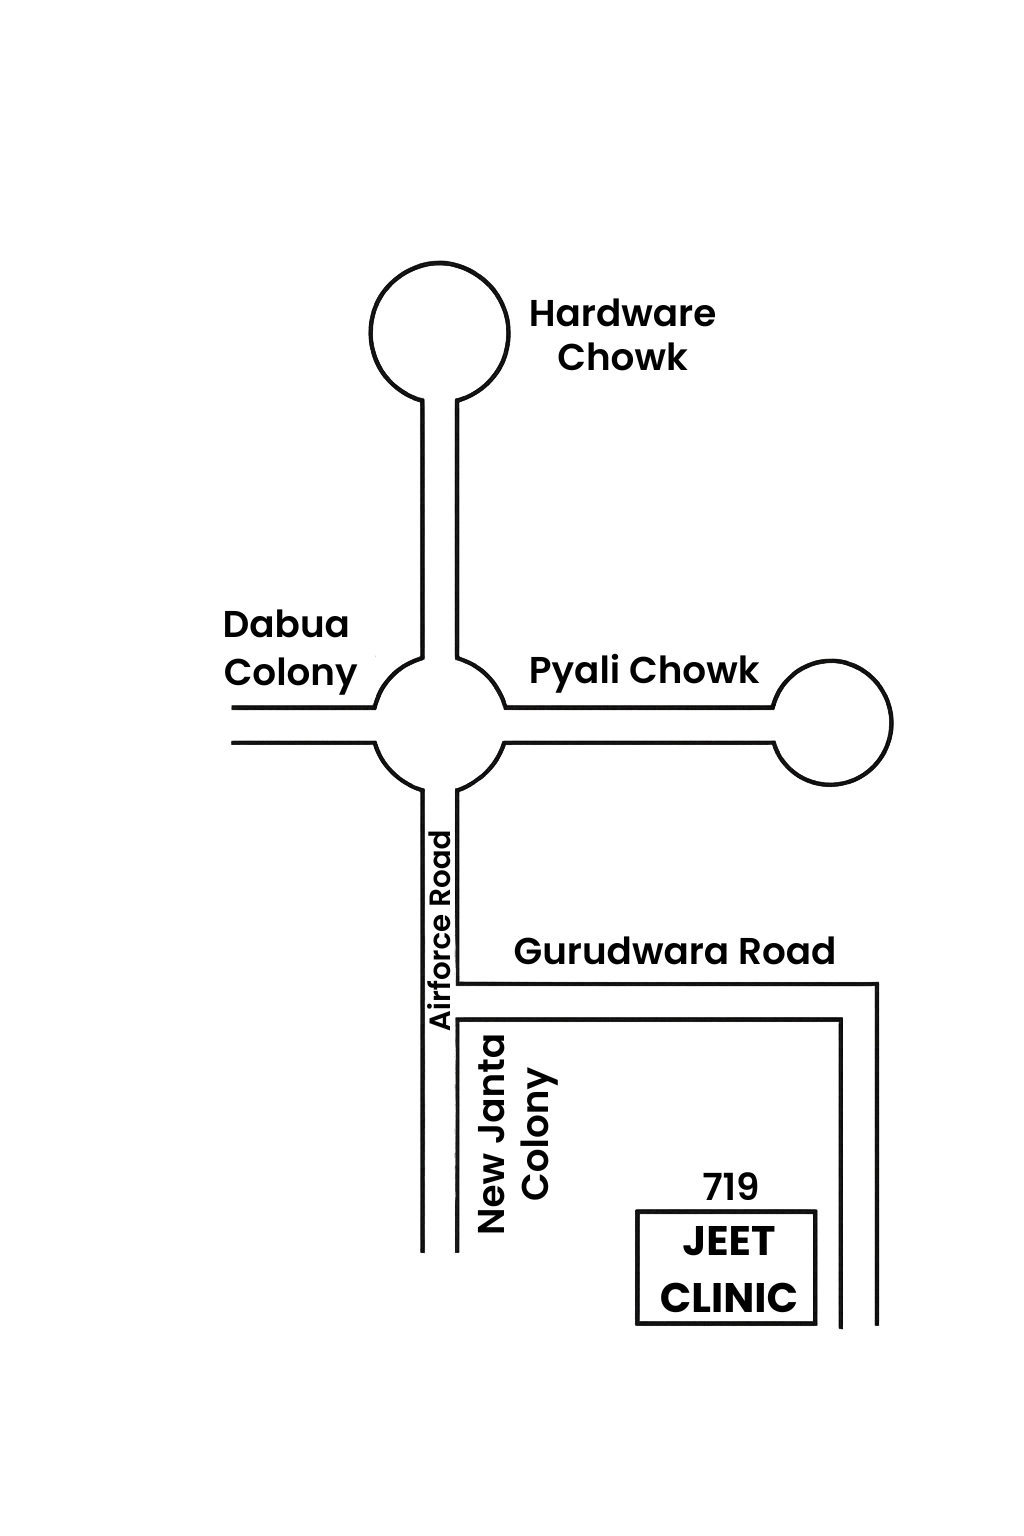 Hardware
Chowk
Dabua
Colony
Pyali Chowk
Airforce Road
Gurudwara Road
New Janta
Colony
719
JEET
CLINIC